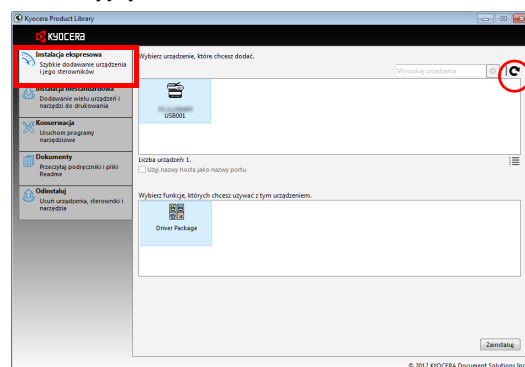 Kyocera Product Library
KYOCERA
Instalacja ekspresowa
Szybkie dodawanie urządzenia
i jego sterowników
Instalacja niestandardowa
Dodawanie wielu urządzeń i
narzędzi do drukowania
Konserwacja
Uruchom programy
narzędziowe
Dokumenty
Przeczytaj podręczniki i pliki
Readme
Odinstaluj
Usuń urządzenia, sterowniki i
narzędzia
Wybierz urządzenie, które chcesz dodać.
Wyszukaj urządzenia
USB001
Liczba urządzeń: 1.
Użyj nazwy hosta jako nazwy portu
Wybierz funkcje, których chcesz używać z tym urządzeniem.
Driver Package
Zainstaluj
© 2012 KYOCERA Document Solutions Inc.